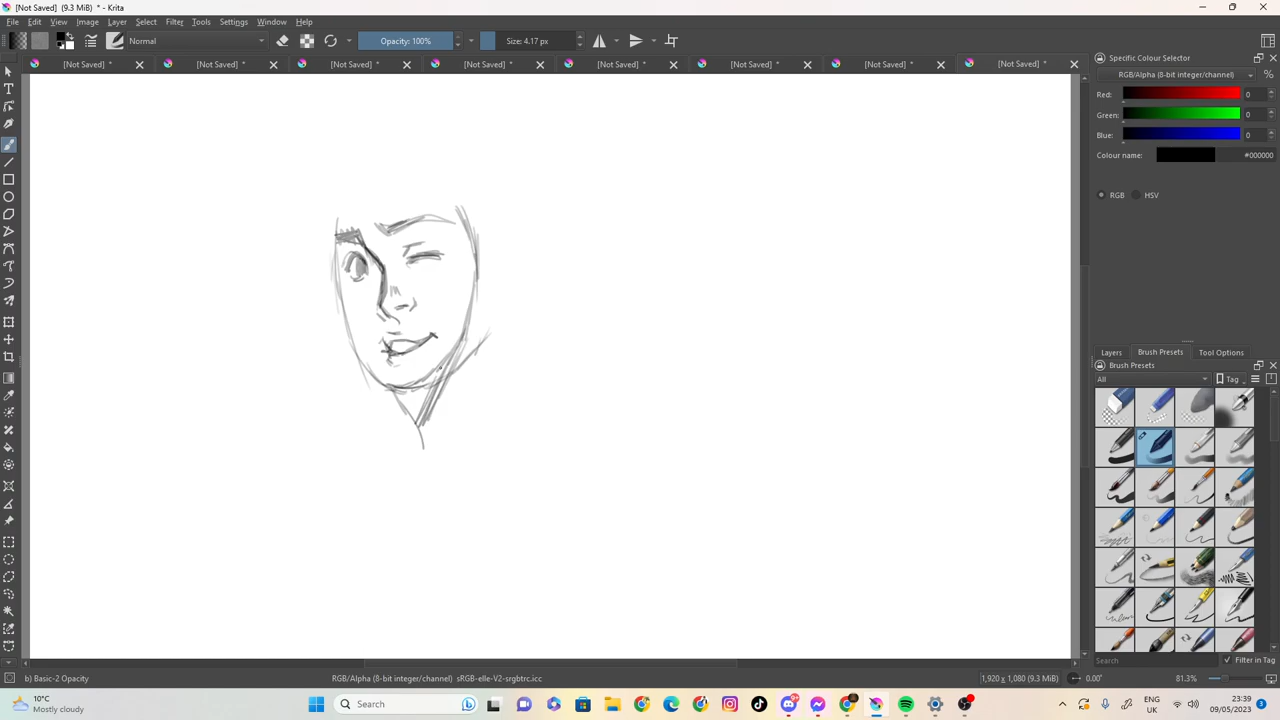 [Not Saved] (9.3 MiB) * - Krita
File Edit View Image Layer Select Filter Tools Settings Window Help
Normal Opacity: 100% Size: 4.17 px
[Not Saved] * [Not Saved] * [Not Saved] * [Not Saved] * [Not Saved] * [Not Saved] * [Not Saved] * [Not Saved] *
Specific Colour Selector
RGB/Alpha (8-bit integer/channel) %
Red: 0
Green: 0
Blue: 0
Colour name: #000000
RGB HSV
Layers Brush Presets Tool Options
Brush Presets
All Tag
Search Filter in Tag
b) Basic-2 Opacity RGB/Alpha (8-bit integer/channel) sRGB-elle-V2-srgbtrc.icc 1,920 x 1,080 (9.3 MiB) 0.00° 81.3%
10°C
Mostly cloudy
Search
ENG
UK
23:39
09/05/2023
3